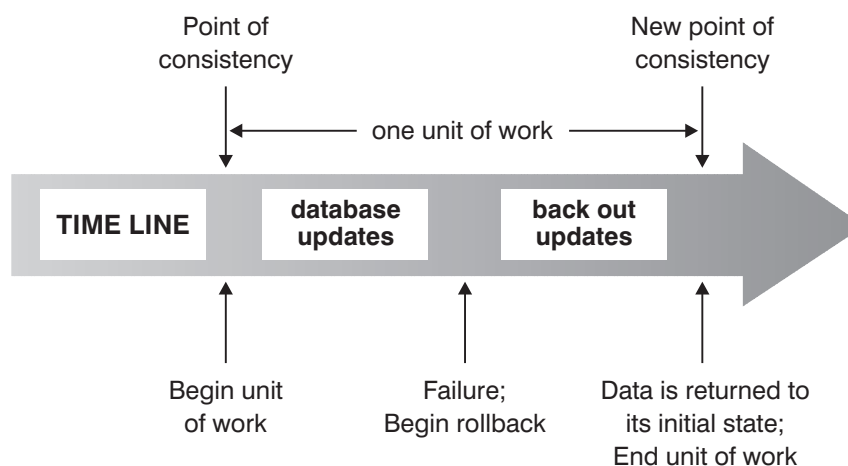 Point of
consistency
New point of
consistency
one unit of work
TIME LINE
database
updates
back out
updates
Begin unit
of work
Failure;
Begin rollback
Data is returned to
its initial state;
End unit of work